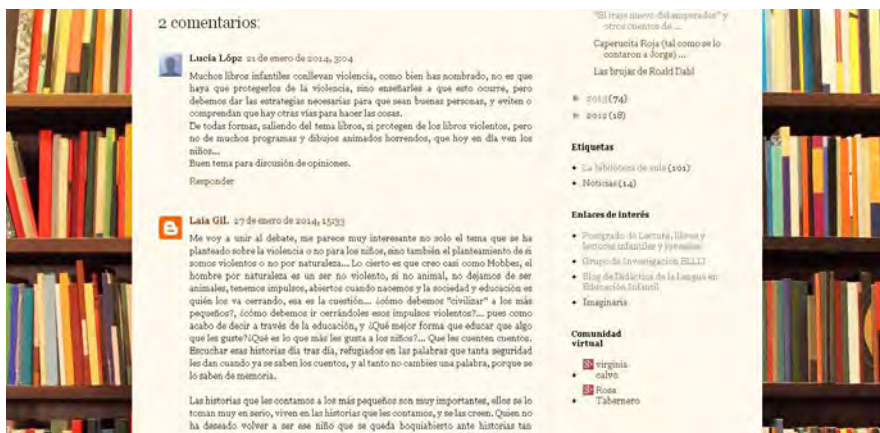 2 comentarios:
Lucía Lópz 21 de enero de 2014, 3:04
Muchos libros infantiles conllevan violencia, como bien has nombrado, no es que
haya que protegerlos de la violencia, sino enseñarles a que esto ocurre, pero
debemos dar las estrategias necesarias para que sean buenas personas, y eviten o
comprendan que hay otras vías para hacer las cosas.
De todas formas, saliendo del tema libros, si protegen de los libros violentos, pero
no de muchos programas y dibujos animados horrendos, que hoy en día ven los
niños...
Buen tema para discusión de opiniones.
Responder
Laia GiL 27 de enero de 2014, 15:33
Me voy a unir al debate, me parece muy interesante no solo el tema que se ha
planteado sobre la violencia o no para los niños, sino también el planteamiento de si
somos violentos o no por naturaleza... Lo cierto es que creo casi como Hobbes, el
hombre por naturaleza es un ser no violento, si no animal, no dejamos de ser
animales, tenemos impulsos, abiertos cuando nacemos y la sociedad y educación es
quién los va cerrando, esa es la cuestión... ¿cómo debemos "civilizar" a los más
pequeños?, ¿cómo debemos ir cerrándoles esos impulsos violentos?... pues como
acabo de decir a través de la educación, y ¿Qué mejor forma que educar que algo
que les guste?¿Qué es lo que más les gusta a los niños?... Que les cuenten cuentos.
Escuchar esas historias día tras día, refugiados en las palabras que tanta seguridad
les dan cuando ya se saben los cuentos, y al tanto no cambies una palabra, porque se
lo saben de memoria.
Las historias que les contamos a los más pequeños son muy importantes, ellos se lo
toman muy en serio, viven en las historias que les contamos, y se las creen. Quien no
ha deseado volver a ser ese niño que se queda boquiabierto ante historias tan
"El traje nuevo del emperador" y
otros cuentos de ...
Caperucita Roja (tal como se lo
contaron a Jorge) ...
Las brujas de Roald Dahl
2013 (74)
2012 (18)
Etiquetas
La biblioteca de aula (101)
Noticias (14)
Enlaces de interés
Postgrado de Lectura, libros y
lectores infantiles y juveniles
Grupo de Investigación ELLIJ
Blog de Didáctica de la Lengua en
Educación Infantil
Imaginaria
Comunidad
virtual
virginia
calvo
Rosa
Tabernero